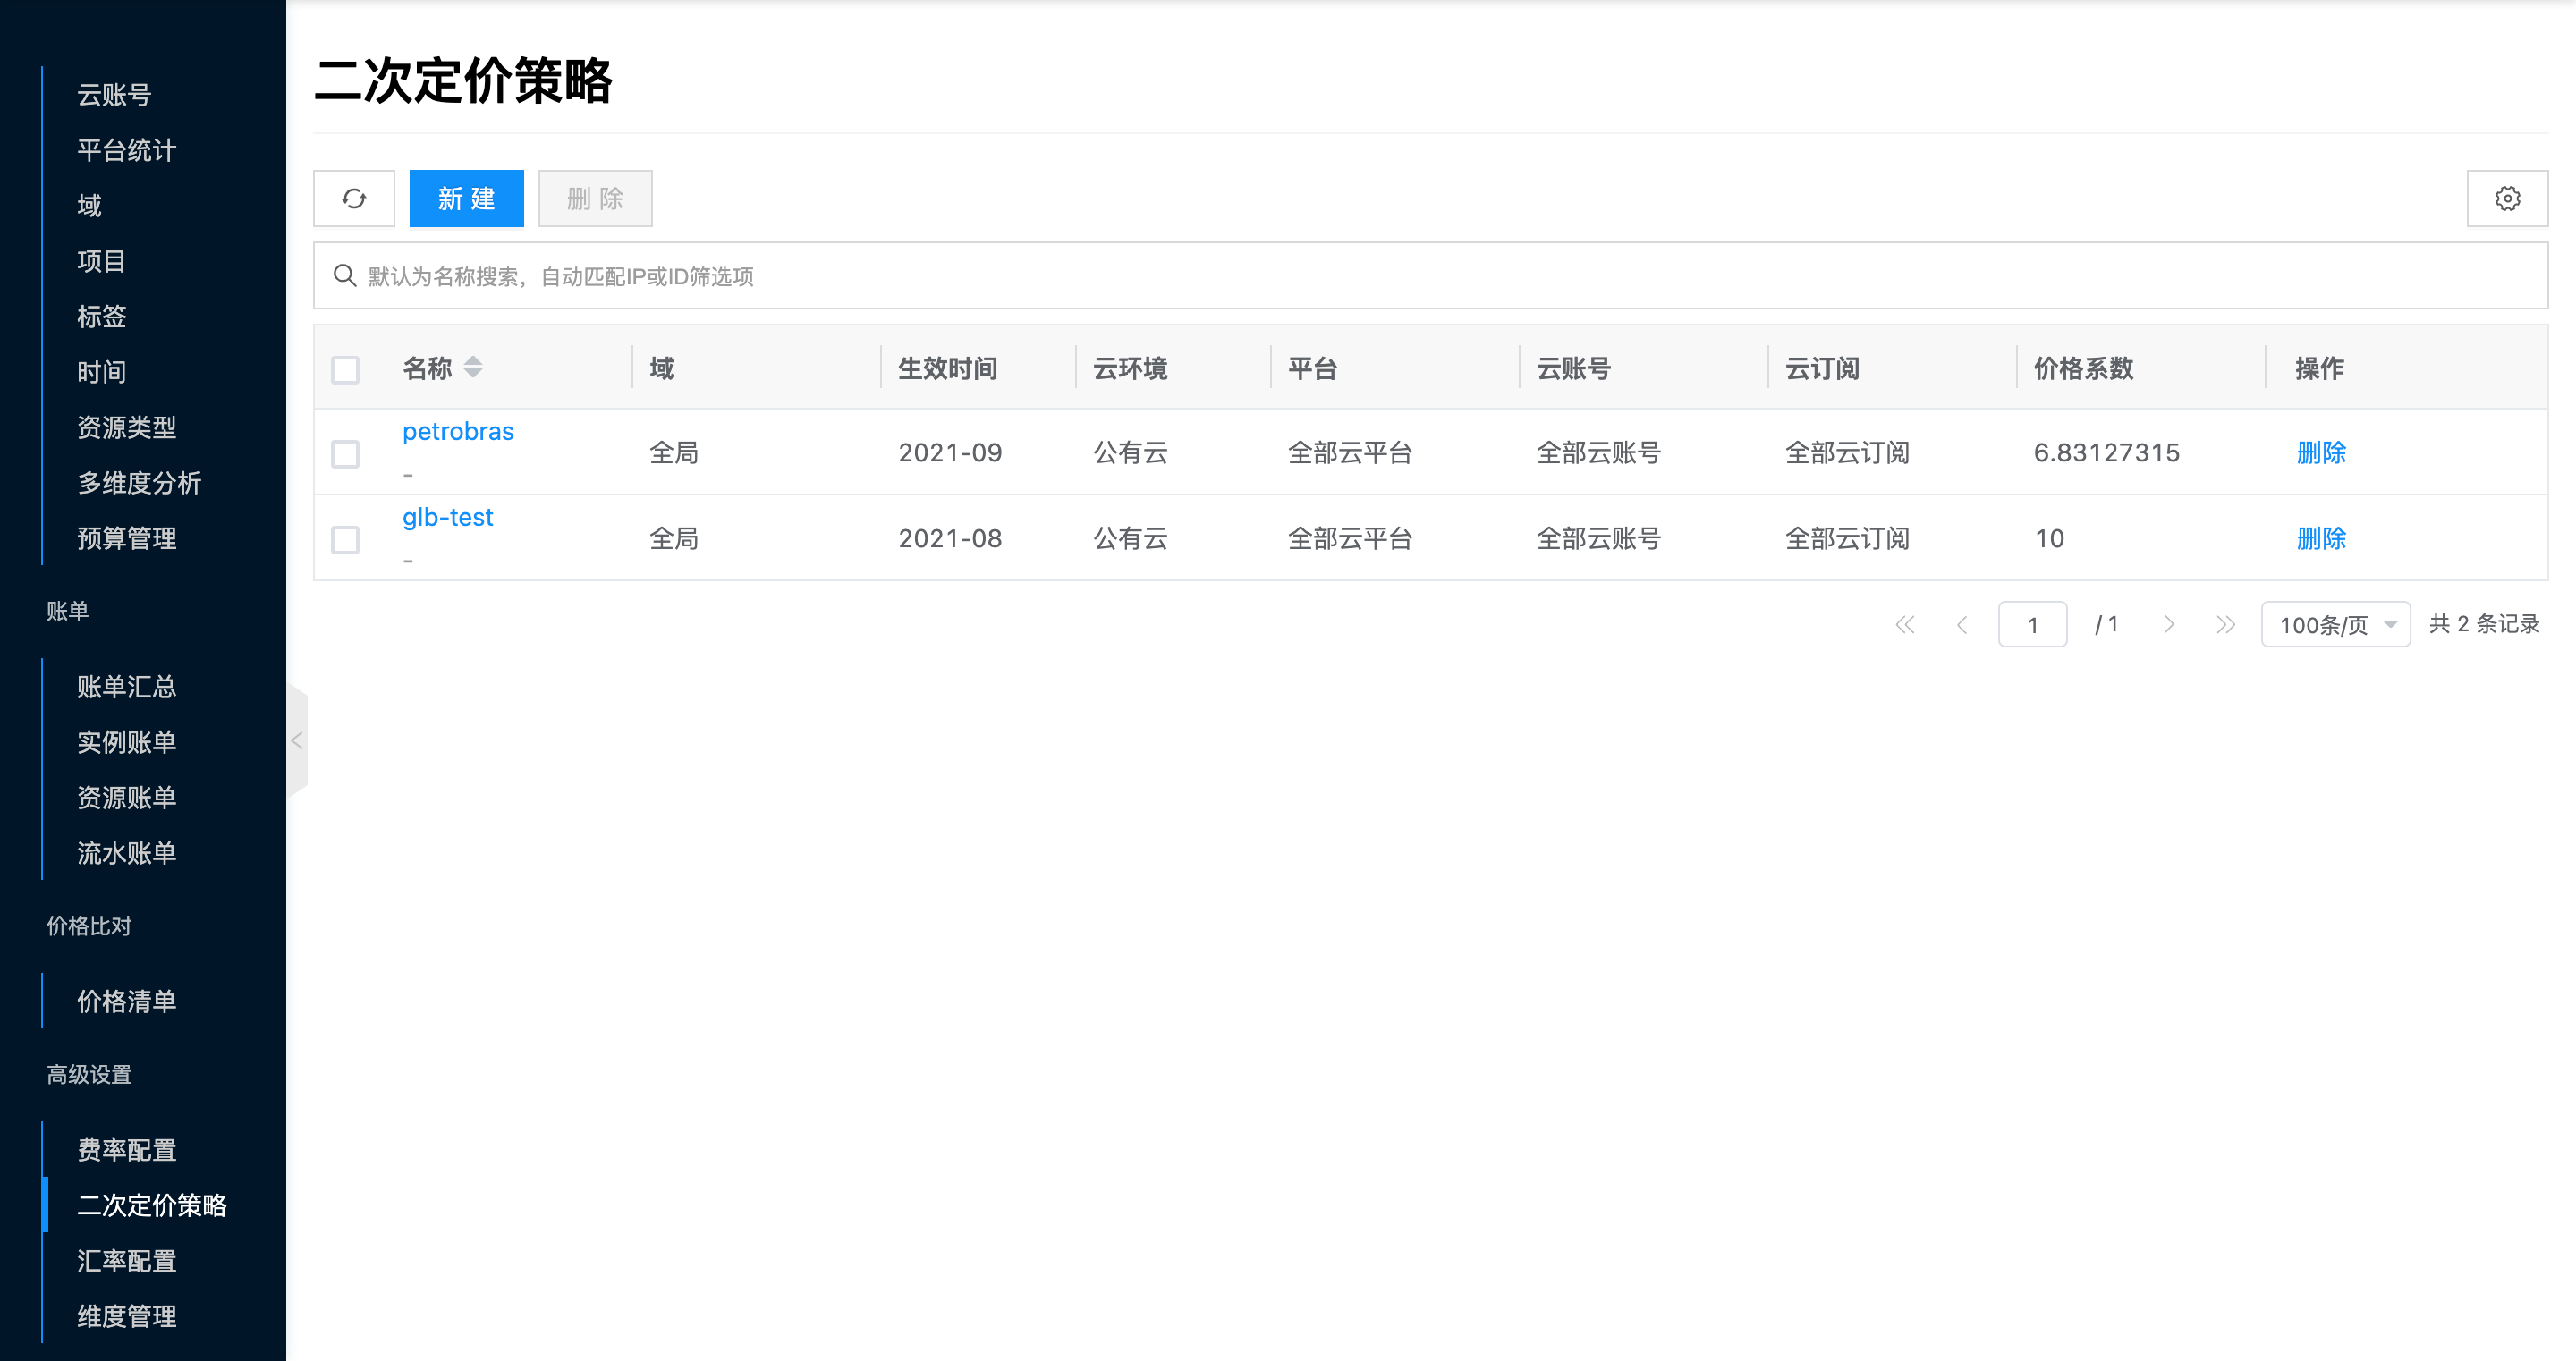 云账号
平台统计
域
项目
标签
时间
资源类型
多维度分析
预算管理
账单
账单汇总
实例账单
资源账单
流水账单
价格比对
价格清单
高级设置
费率配置
二次定价策略
汇率配置
维度管理
二次定价策略
新 建 删 除
默认为名称搜索，自动匹配IP或ID筛选项
名称 域 生效时间 云环境 平台 云账号 云订阅 价格系数 操作
petrobras
- 全局 2021-09 公有云 全部云平台 全部云账号 全部云订阅 6.83127315 删除
glb-test
- 全局 2021-08 公有云 全部云平台 全部云账号 全部云订阅 10 删除
1 / 1 100条/页 共 2 条记录